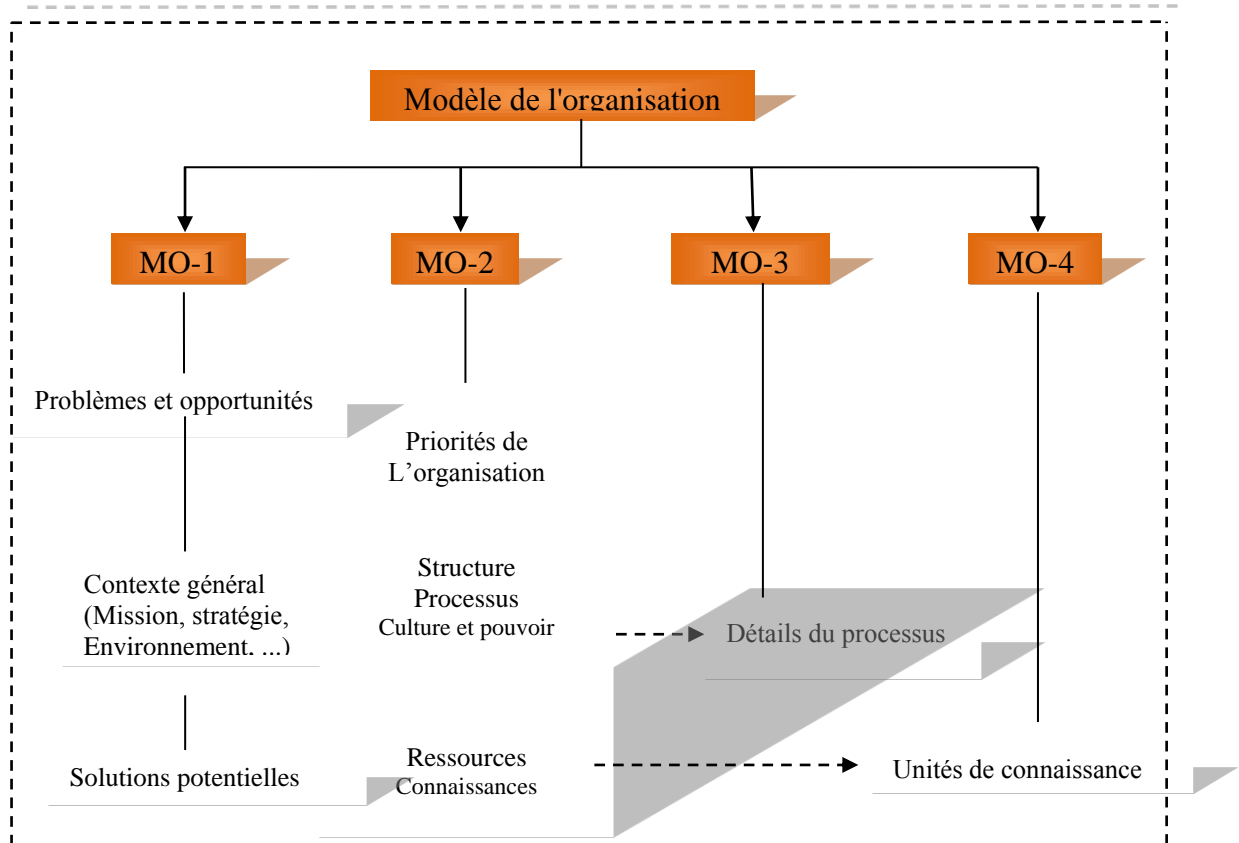 Modèle de l'organisation
MO-1
MO-2
MO-3
MO-4
Problèmes et opportunités
Contexte général
(Mission, stratégie,
Environnement, ...)
Solutions potentielles
Priorités de
L’organisation
Structure
Processus
Culture et pouvoir
Ressources
Connaissances
Détails du processus
Unités de connaissance